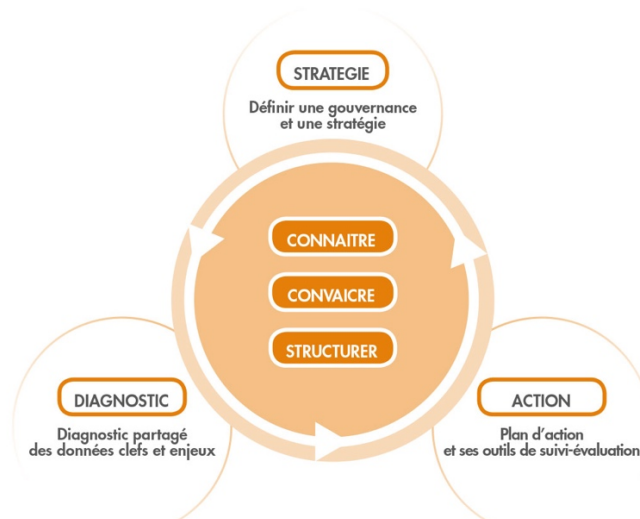 STRATEGIE
Définir une gouvernance
et une stratégie
CONNAITRE
CONVAICRE
STRUCTURER
DIAGNOSTIC
Diagnostic partagé
des données clefs et enjeux
ACTION
Plan d'action
et ses outils de suivi-évaluation